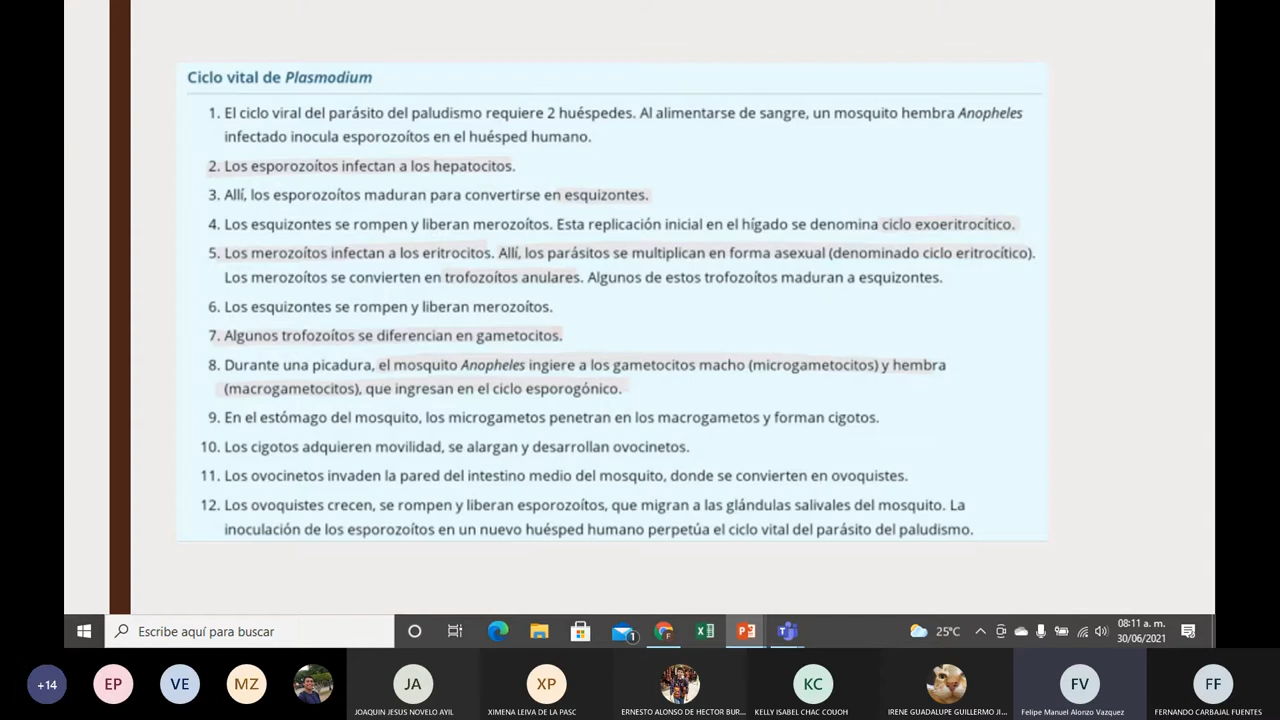 Ciclo vital de Plasmodium
1. El ciclo viral del parásito del paludismo requiere 2 huéspedes. Al alimentarse de sangre, un mosquito hembra Anopheles
infectado inocula esporozoítos en el huésped humano.
2. Los esporozoítos infectan a los hepatocitos.
3. Allí, los esporozoítos maduran para convertirse en esquizontes.
4. Los esquizontes se rompen y liberan merozoítos. Esta replicación inicial en el hígado se denomina ciclo exoeritrocítico.
5. Los merozoítos infectan a los eritrocitos. Allí, los parásitos se multiplican en forma asexual (denominado ciclo eritrocítico).
Los merozoítos se convierten en trofozoítos anulares. Algunos de estos trofozoítos maduran a esquizontes.
6. Los esquizontes se rompen y liberan merozoítos.
7. Algunos trofozoítos se diferencian en gametocitos.
8. Durante una picadura, el mosquito Anopheles ingiere a los gametocitos macho (microgametocitos) y hembra
(macrogametocitos), que ingresan en el ciclo esporogónico.
9. En el estómago del mosquito, los microgametos penetran en los macrogametos y forman cigotos.
10. Los cigotos adquieren movilidad, se alargan y desarrollan ovocinetos.
11. Los ovocinetos invaden la pared del intestino medio del mosquito, donde se convierten en ovoquistes.
12. Los ovoquistes crecen, se rompen y liberan esporozoítos, que migran a las glándulas salivales del mosquito. La
inoculación de los esporozoítos en un nuevo huésped humano perpetúa el ciclo vital del parásito del paludismo.
Escribe aquí para buscar
1
25°C
08:11 a. m.
30/06/2021
+14
EP
VE
MZ
JA
XP
KC
FV
FF
JOAQUIN JESUS NOVELO AYIL
XIMENA LEIVA DE LA PASC
ERNESTO ALONSO DE HECTOR BUR...
KELLY ISABEL CHAC COUOH
IRENE GUADALUPE GUILLERMO JI...
Felipe Manuel Alonzo Vazquez
FERNANDO CARBAJAL FUENTES